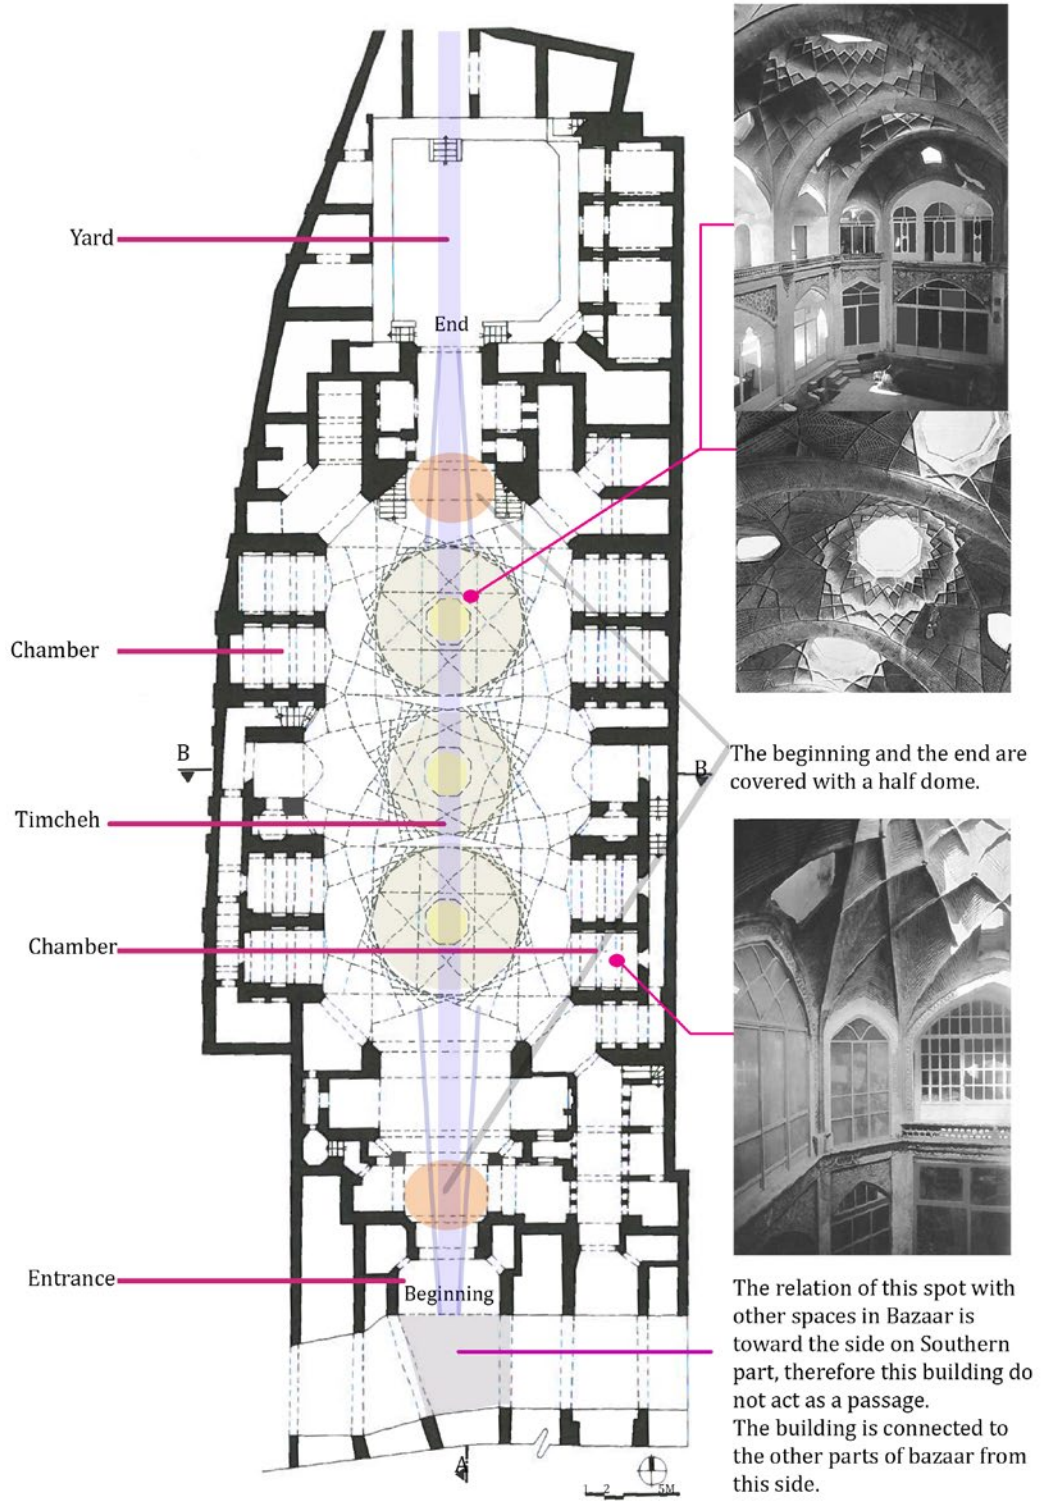 Yard
End
Chamber
B
B
The beginning and the end are
covered with a half dome.
Timcheh
Chamber
Entrance
Beginning
The relation of this spot with
other spaces in Bazaar is
toward the side on Southern
part, therefore this building do
not act as a passage.
The building is connected to
the other parts of bazaar from
this side.
A
1 2 5M